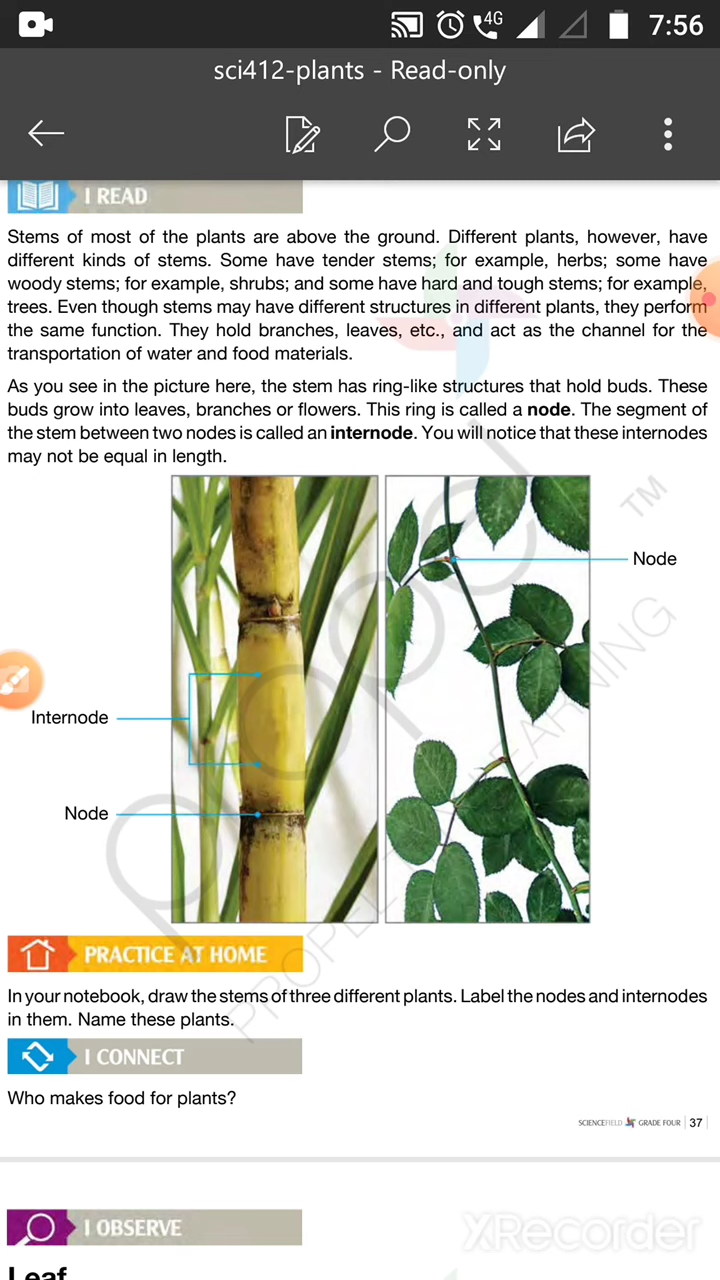 4G 7:56
sci412-plants - Read-only
I READ
Stems of most of the plants are above the ground. Different plants, however, have
different kinds of stems. Some have tender stems; for example, herbs; some have
woody stems; for example, shrubs; and some have hard and tough stems; for example,
trees. Even though stems may have different structures in different plants, they perform
the same function. They hold branches, leaves, etc., and act as the channel for the
transportation of water and food materials.
As you see in the picture here, the stem has ring-like structures that hold buds. These
buds grow into leaves, branches or flowers. This ring is called a node. The segment of
the stem between two nodes is called an internode. You will notice that these internodes
may not be equal in length.
Node
Internode
Node
propel TM
PROPEL LEARNING
PRACTICE AT HOME
In your notebook, draw the stems of three different plants. Label the nodes and internodes
in them. Name these plants.
I CONNECT
Who makes food for plants?
SCIENCEFIELD GRADE FOUR 37
I OBSERVE
XRecorder
Leaf